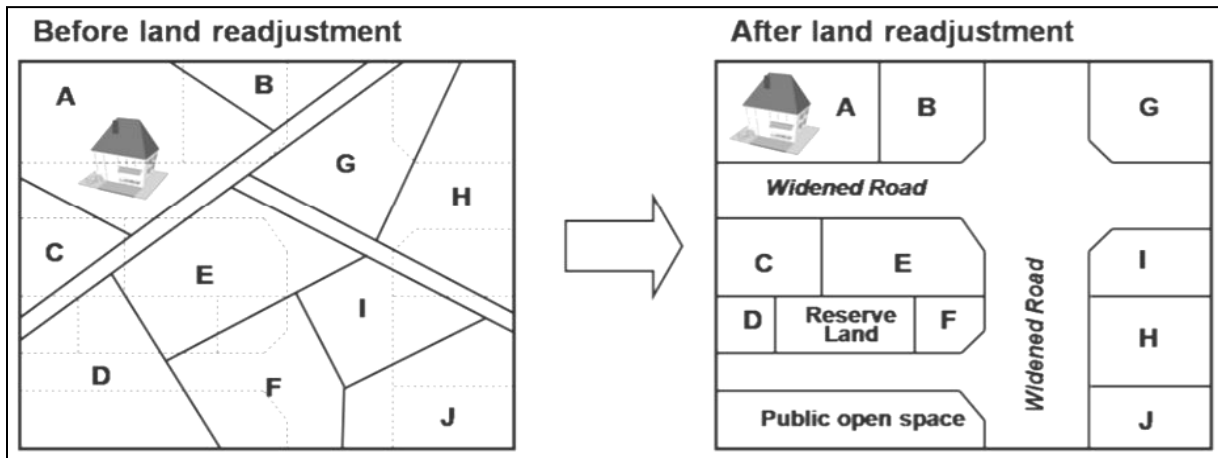 Before land readjustment
A
B
G
H
C
E
I
D
F
J
After land readjustment
A
B
G
Widened Road
C
E
I
Widened Road
D
Reserve
Land
F
H
Public open space
J